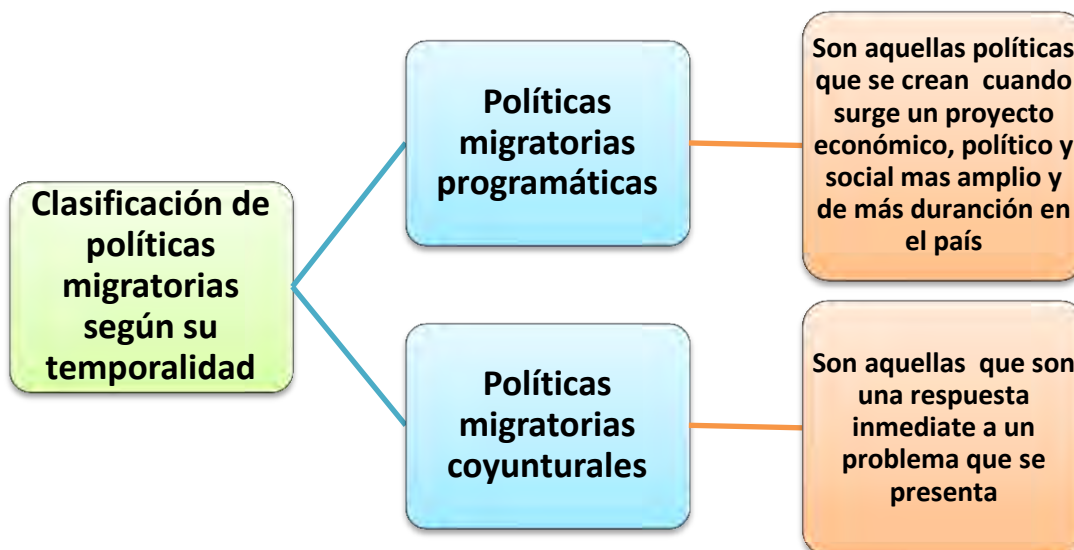 Clasificación de
políticas
migratorias
según su
temporalidad
Políticas
migratorias
programáticas
Son aquellas políticas
que se crean cuando
surge un proyecto
económico, político y
social mas amplio y
de más duranción en
el país
Políticas
migratorias
coyunturales
Son aquellas que son
una respuesta
inmediate a un
problema que se
presenta